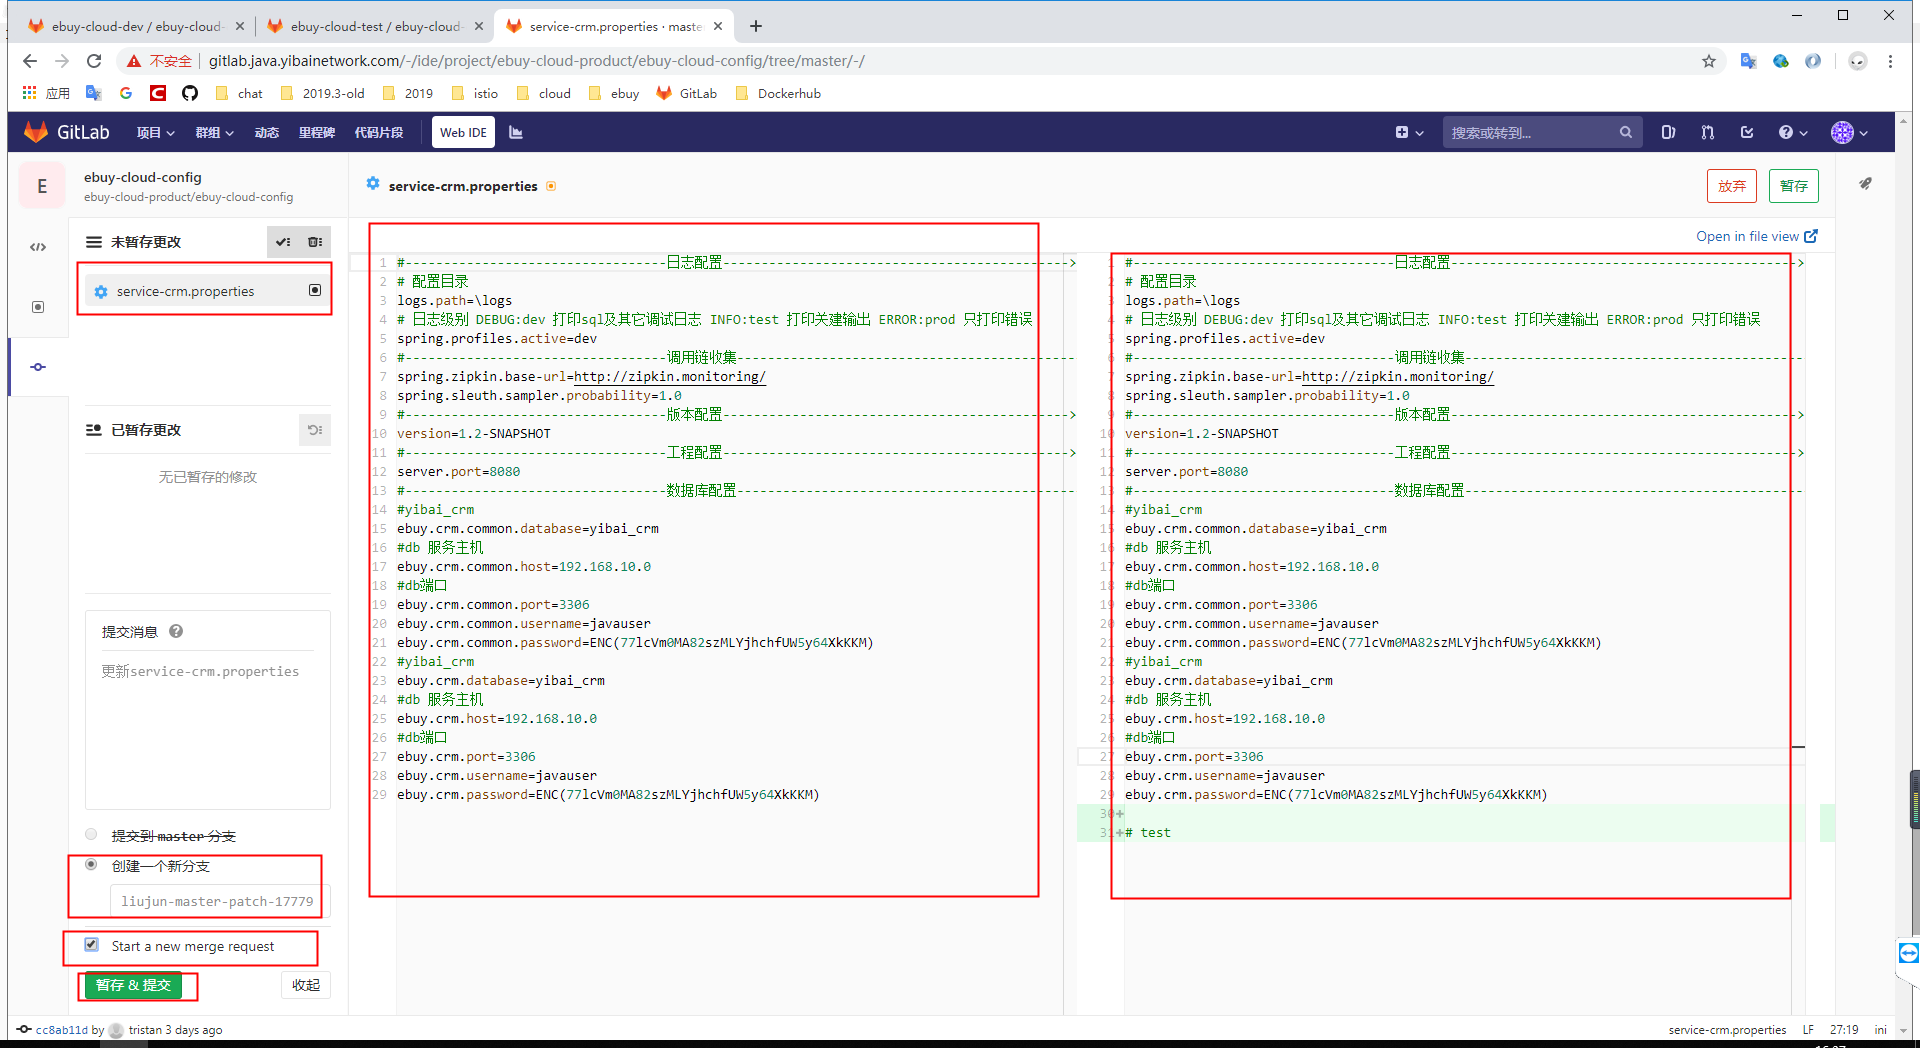 ebuy-cloud-dev / ebuy-cloud-
ebuy-cloud-test / ebuy-cloud-
service-crm.properties · maste
不安全
gitlab.java.yibainetwork.com/-/ide/project/ebuy-cloud-product/ebuy-cloud-config/tree/master/-/
应用 chat 2019.3-old 2019 istio cloud ebuy GitLab Dockerhub
GitLab 项目 群组 动态 里程碑 代码片段 Web IDE 搜索或转到...
E
ebuy-cloud-config
ebuy-cloud-product/ebuy-cloud-config
未暂存更改
service-crm.properties
已暂存更改
无已暂存的修改
提交消息
更新service-crm.properties
提交到 master 分支
创建一个新分支
liujun-master-patch-17779
Start a new merge request
暂存 & 提交 收起
service-crm.properties
放弃 暂存
Open in file view
1 #----------------------------------日志配置--------------------------------------------->
2 # 配置目录
3 logs.path=\logs
4 # 日志级别 DEBUG:dev 打印sql及其它调试日志 INFO:test 打印关建输出 ERROR:prod 只打印错误
5 spring.profiles.active=dev
6 #----------------------------------调用链收集--------------------------------------------
7 spring.zipkin.base-url=http://zipkin.monitoring/
8 spring.sleuth.sampler.probability=1.0
9 #----------------------------------版本配置--------------------------------------------->
10 version=1.2-SNAPSHOT
11 #----------------------------------工程配置--------------------------------------------->
12 server.port=8080
13 #----------------------------------数据库配置--------------------------------------------
14 #yibai_crm
15 ebuy.crm.common.database=yibai_crm
16 #db 服务主机
17 ebuy.crm.common.host=192.168.10.0
18 #db端口
19 ebuy.crm.common.port=3306
20 ebuy.crm.common.username=javauser
21 ebuy.crm.common.password=ENC(77lcVm0MA82szMLYjhchfUW5y64XkKKM)
22 #yibai_crm
23 ebuy.crm.database=yibai_crm
24 #db 服务主机
25 ebuy.crm.host=192.168.10.0
26 #db端口
27 ebuy.crm.port=3306
28 ebuy.crm.username=javauser
29 ebuy.crm.password=ENC(77lcVm0MA82szMLYjhchfUW5y64XkKKM)
1 #----------------------------------日志配置--------------------------------------------->
2 # 配置目录
3 logs.path=\logs
4 # 日志级别 DEBUG:dev 打印sql及其它调试日志 INFO:test 打印关建输出 ERROR:prod 只打印错误
5 spring.profiles.active=dev
6 #----------------------------------调用链收集--------------------------------------------
7 spring.zipkin.base-url=http://zipkin.monitoring/
8 spring.sleuth.sampler.probability=1.0
9 #----------------------------------版本配置--------------------------------------------->
10 version=1.2-SNAPSHOT
11 #----------------------------------工程配置--------------------------------------------->
12 server.port=8080
13 #----------------------------------数据库配置--------------------------------------------
14 #yibai_crm
15 ebuy.crm.common.database=yibai_crm
16 #db 服务主机
17 ebuy.crm.common.host=192.168.10.0
18 #db端口
19 ebuy.crm.common.port=3306
20 ebuy.crm.common.username=javauser
21 ebuy.crm.common.password=ENC(77lcVm0MA82szMLYjhchfUW5y64XkKKM)
22 #yibai_crm
23 ebuy.crm.database=yibai_crm
24 #db 服务主机
25 ebuy.crm.host=192.168.10.0
26 #db端口
27 ebuy.crm.port=3306
28 ebuy.crm.username=javauser
29 ebuy.crm.password=ENC(77lcVm0MA82szMLYjhchfUW5y64XkKKM)
30+
31+ # test
cc8ab11d by tristan 3 days ago
service-crm.properties LF 27:19 ini